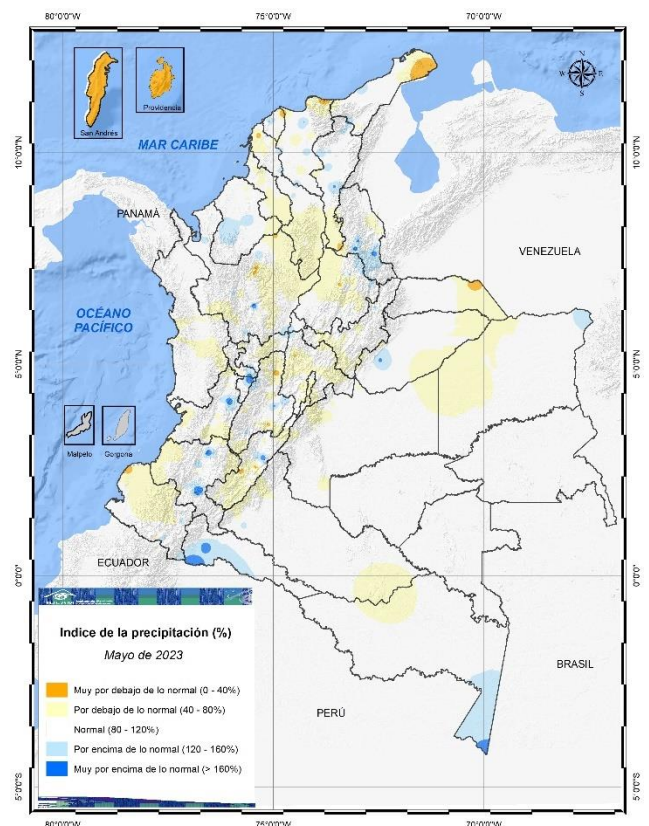 80°0'0"W 75°0'0"W 70°0'0"W
San Andrés
Providencia
N
W E
S
MAR CARIBE
10°0'0"N
10°0'0"N
PANAMÁ
VENEZUELA
OCÉANO
PACÍFICO
5°0'0"N
5°0'0"N
Malpelo
Gorgona
ECUADOR
0°0'0"
0°0'0"
Indice de la precipitación (%)
Mayo de 2023
Muy por debajo de lo normal (0 - 40%)
Por debajo de lo normal (40 - 80%)
Normal (80 - 120%)
Por encima de lo normal (120 - 160%)
Muy por encima de lo normal (> 160%)
BRASIL
PERÚ
5°0'0"S
5°0'0"S
80°0'0"W 75°0'0"W 70°0'0"W